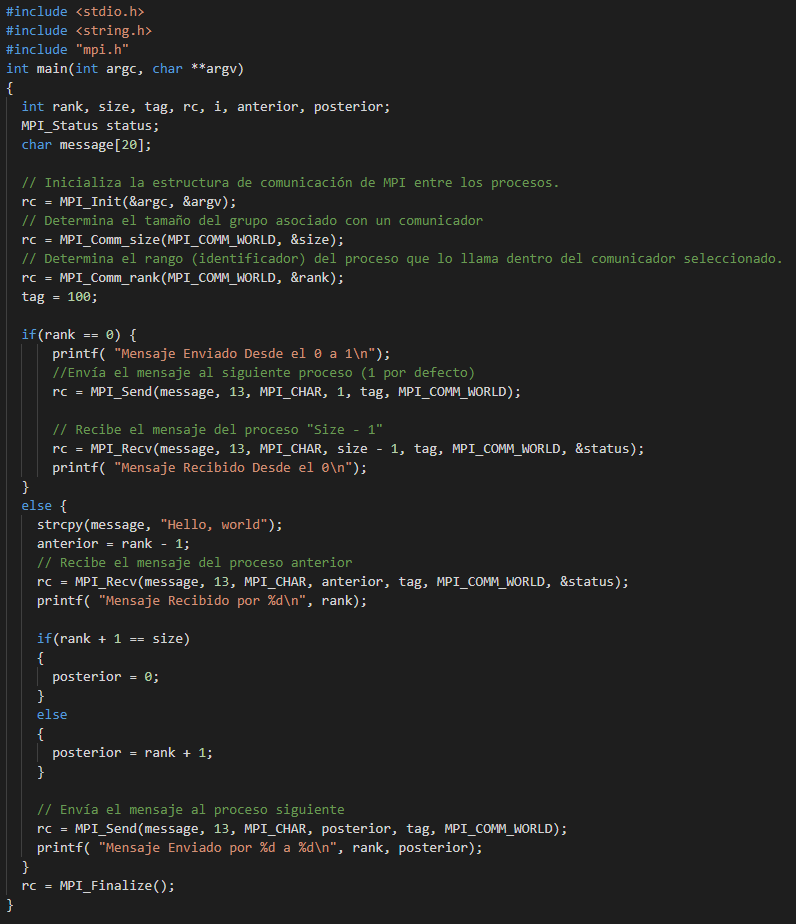 #include <stdio.h>
#include <string.h>
#include "mpi.h"
int main(int argc, char **argv)
{
  int rank, size, tag, rc, i, anterior, posterior;
  MPI_Status status;
  char message[20];

  // Inicializa la estructura de comunicación de MPI entre los procesos.
  rc = MPI_Init(&argc, &argv);
  // Determina el tamaño del grupo asociado con un comunicador
  rc = MPI_Comm_size(MPI_COMM_WORLD, &size);
  // Determina el rango (identificador) del proceso que lo llama dentro del comunicador seleccionado.
  rc = MPI_Comm_rank(MPI_COMM_WORLD, &rank);
  tag = 100;

  if(rank == 0) {
      printf( "Mensaje Enviado Desde el 0 a 1\n");
      //Envía el mensaje al siguiente proceso (1 por defecto)
      rc = MPI_Send(message, 13, MPI_CHAR, 1, tag, MPI_COMM_WORLD);

      // Recibe el mensaje del proceso "Size - 1"
      rc = MPI_Recv(message, 13, MPI_CHAR, size - 1, tag, MPI_COMM_WORLD, &status);
      printf( "Mensaje Recibido Desde el 0\n");
  }
  else {
    strcpy(message, "Hello, world");
    anterior = rank - 1;
    // Recibe el mensaje del proceso anterior
    rc = MPI_Recv(message, 13, MPI_CHAR, anterior, tag, MPI_COMM_WORLD, &status);
    printf( "Mensaje Recibido por %d\n", rank);

    if(rank + 1 == size)
    {
      posterior = 0;
    }
    else
    {
      posterior = rank + 1;
    }

    // Envía el mensaje al proceso siguiente
    rc = MPI_Send(message, 13, MPI_CHAR, posterior, tag, MPI_COMM_WORLD);
    printf( "Mensaje Enviado por %d a %d\n", rank, posterior);
  }
  rc = MPI_Finalize();
}